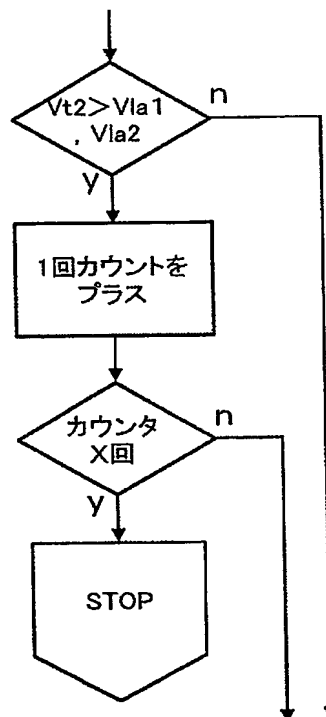 Vt2>Vla1
, Vla2
n
y
1回カウントを
プラス
カウンタ
X回
n
y
STOP